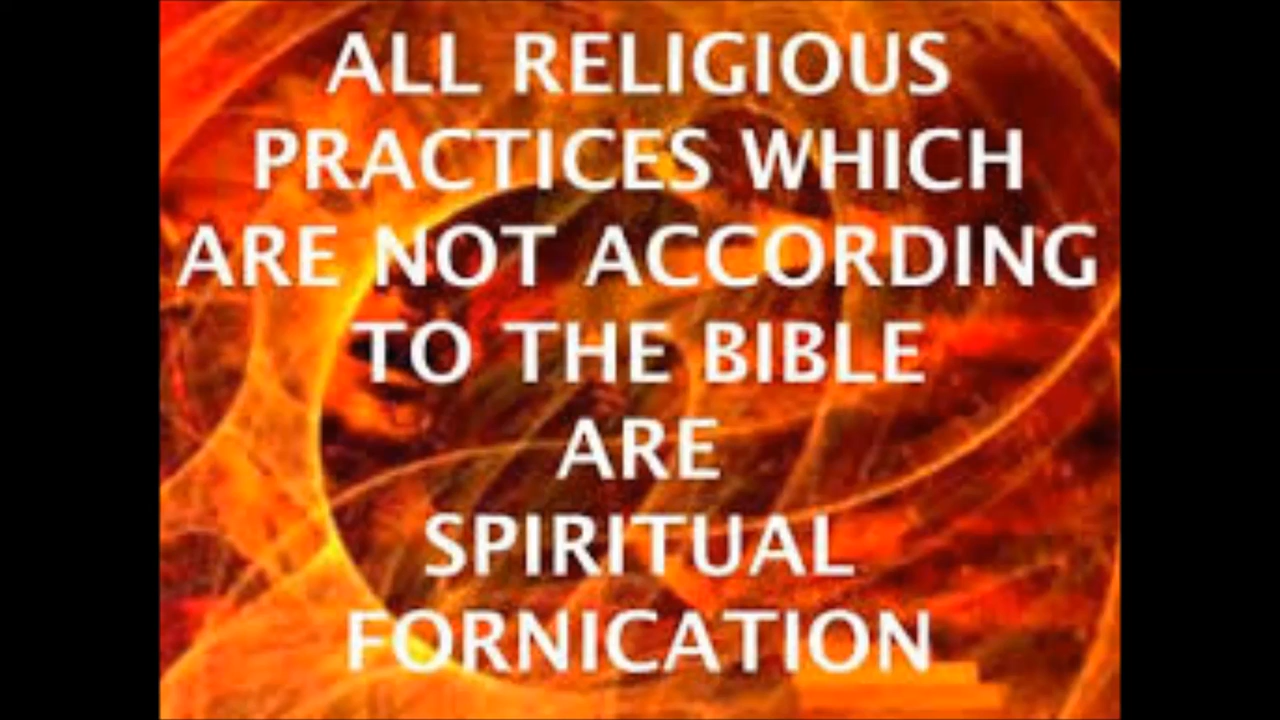 ALL RELIGIOUS
PRACTICES WHICH
ARE NOT ACCORDING
TO THE BIBLE
ARE
SPIRITUAL
FORNICATION